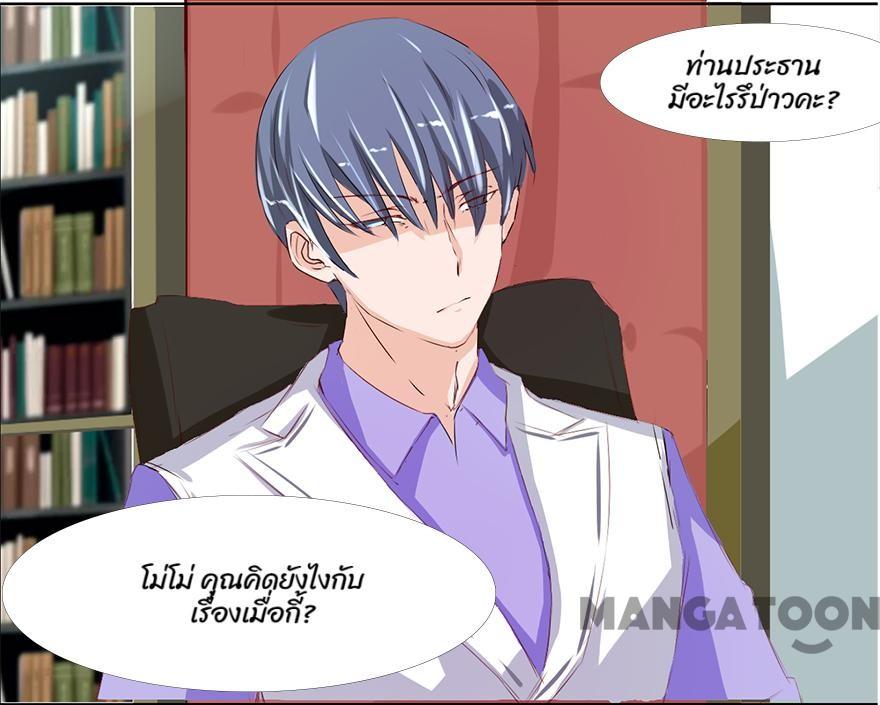 ท่านประธาน
มีอะไรรึป่าวคะ?
โม่โม่ คุณคิดยังไงกับ
เรื่องเมื่อกี้?
MANGATOON